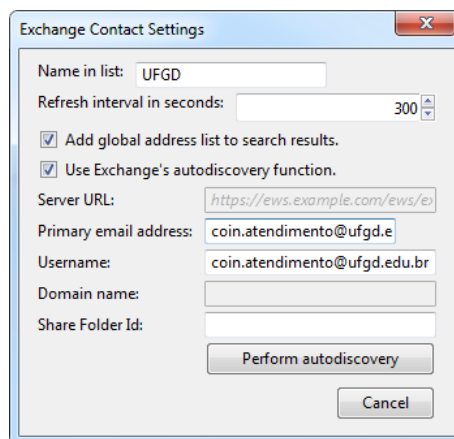 Exchange Contact Settings
Name in list: UFGD
Refresh interval in seconds: 300
Add global address list to search results.
Use Exchange's autodiscovery function.
Server URL: https://ews.example.com/ews/ex
Primary email address: coin.atendimento@ufgd.e
Username: coin.atendimento@ufgd.edu.br
Domain name:
Share Folder Id:
Perform autodiscovery
Cancel